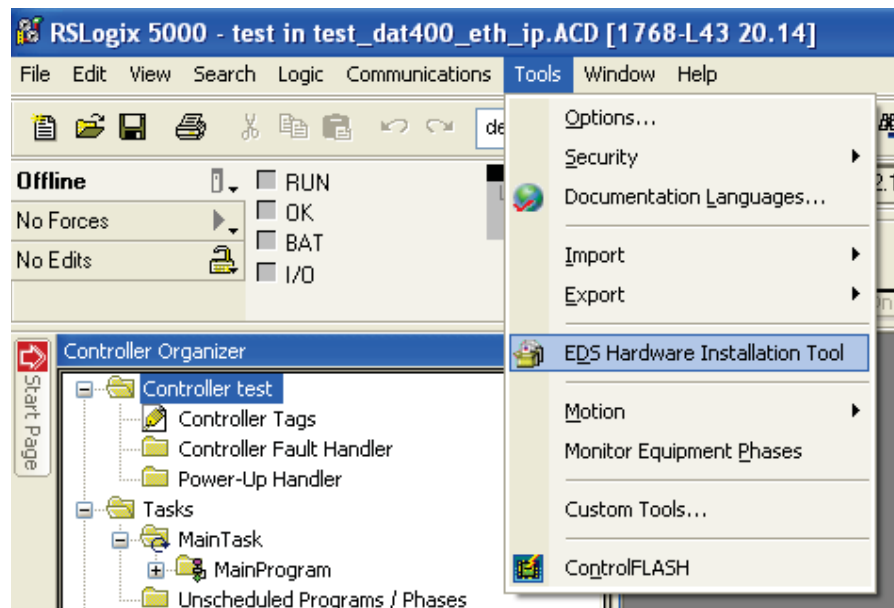 RSLogix 5000 - test in test_dat400_eth_ip.ACD [1768-L43 20.14]
File Edit View Search Logic Communications Tools Window Help
de
Options...
Security
Documentation Languages...
Import
Export
EDS Hardware Installation Tool
Motion
Monitor Equipment Phases
Custom Tools...
ControlFLASH
Offline
RUN
No Forces
OK
BAT
No Edits
I/O
Start Page
Controller Organizer
Controller test
Controller Tags
Controller Fault Handler
Power-Up Handler
Tasks
MainTask
MainProgram
Unscheduled Programs / Phases